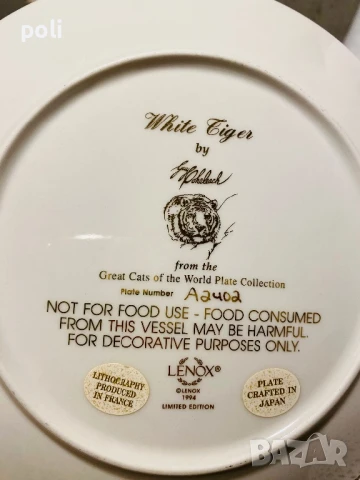 poli
White Tiger
by
from the
Great Cats of the World Plate Collection
Plate Number A2402
NOT FOR FOOD USE - FOOD CONSUMED
FROM THIS VESSEL MAY BE HARMFUL.
FOR DECORATIVE PURPOSES ONLY.
LENOX®
©LENOX
1994
LIMITED EDITION
LITHOGRAPHY
PRODUCED
IN FRANCE
PLATE
CRAFTED IN
JAPAN
BAZAR